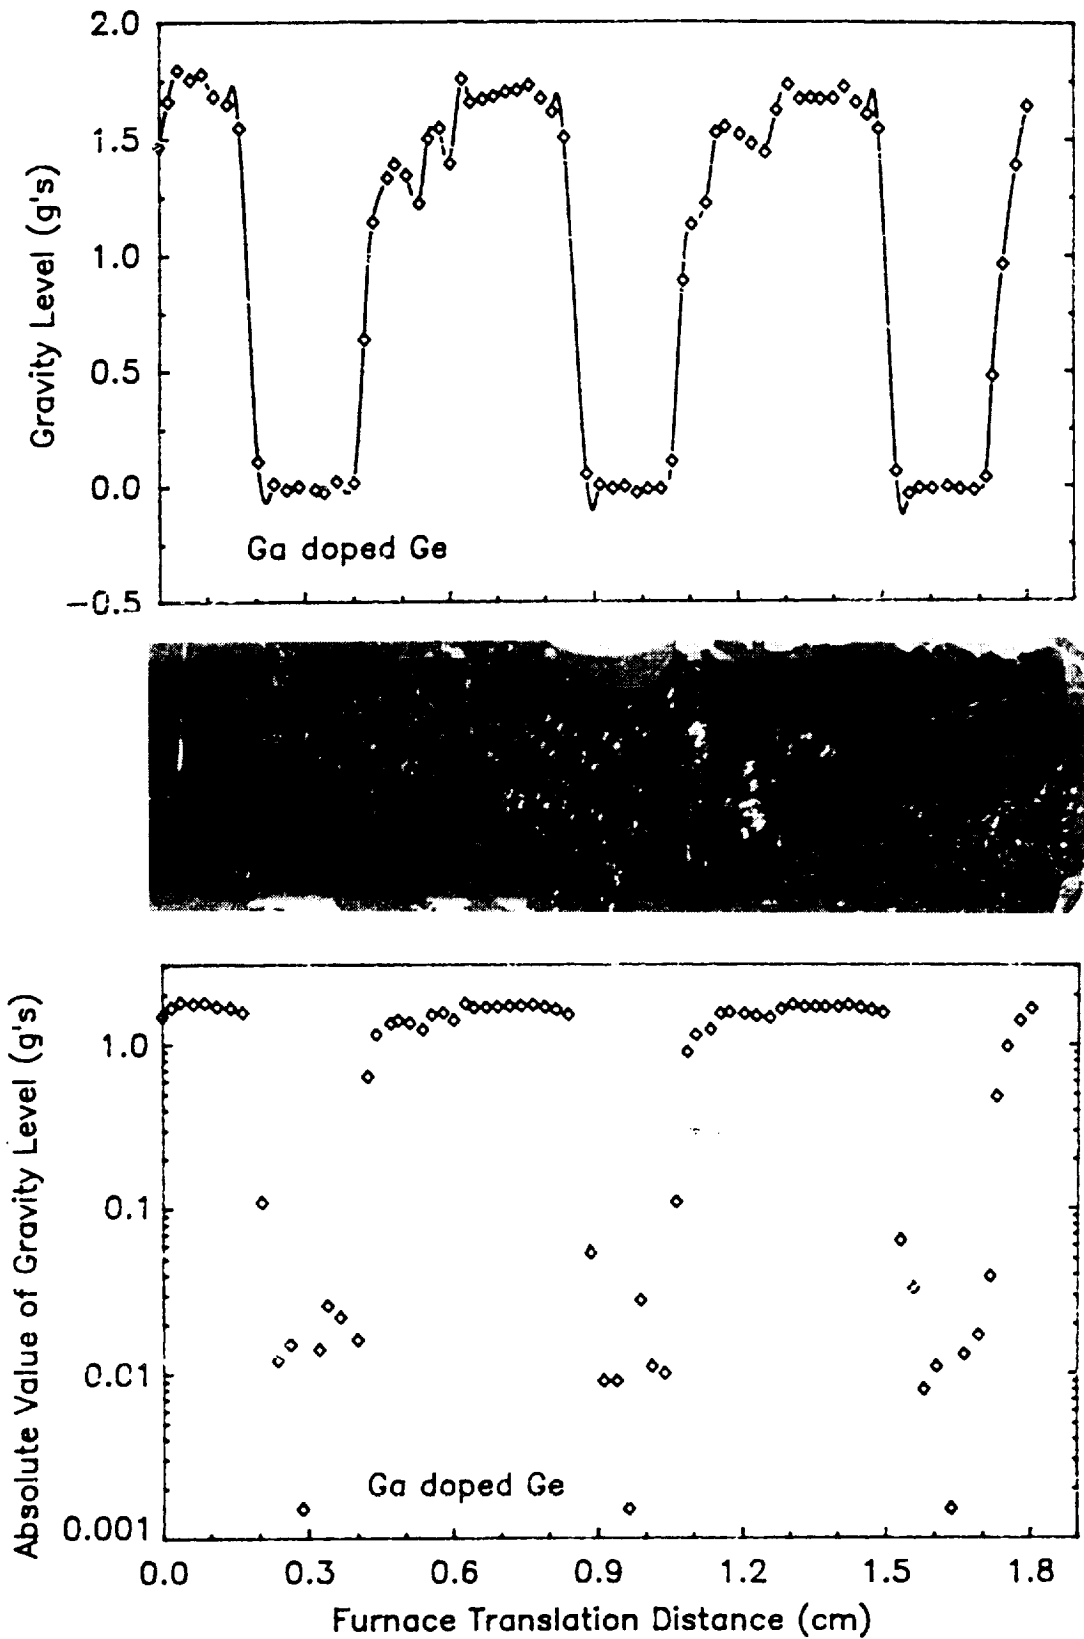 2.0
1.5
1.0
0.5
0.0
-0.5
Gravity Level (g's)
Ga doped Ge
1.0
0.1
0.01
0.001
Absolute Value of Gravity Level (g's)
Ga doped Ge
0.0 0.3 0.6 0.9 1.2 1.5 1.8
Furnace Translation Distance (cm)